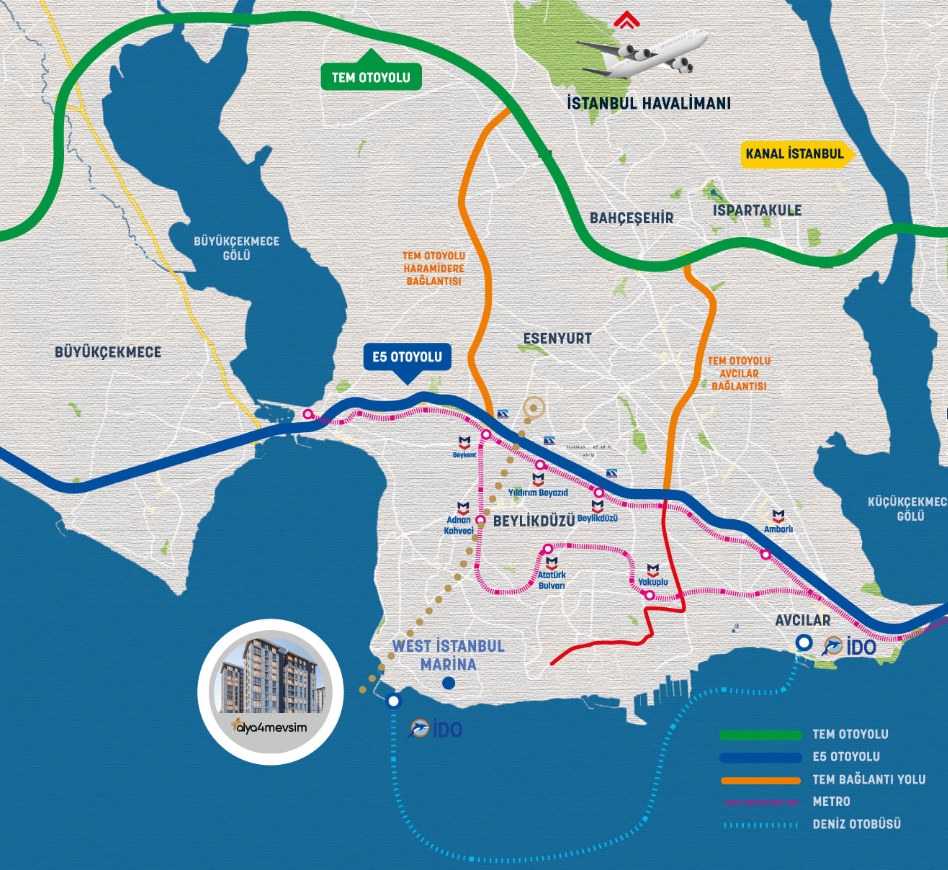 TEM OTOYOLU
İSTANBUL HAVALİMANI
KANAL İSTANBUL
BAHÇEŞEHİR
ISPARTAKULE
BÜYÜKÇEKMECE
GÖLÜ
TEM OTOYOLU
HARAMİDERE
BAĞLANTISI
BÜYÜKÇEKMECE
E5 OTOYOLU
ESENYURT
TEM OTOYOLU
AVCILAR
BAĞLANTISI
Beykent
Yıldırım Beyazıd
Adnan
Kahveci
BEYLİKDÜZÜ
Beylikdüzü
Ambarlı
KÜÇÜKÇEKMEC
GÖLÜ
Atatürk
Bulvarı
Yakuplu
AVCILAR
İDO
WEST İSTANBUL
MARİNA
alya4mevsim
İDO
TEM OTOYOLU
E5 OTOYOLU
TEM BAĞLANTI YOLU
METRO
DENİZ OTOBÜSÜ